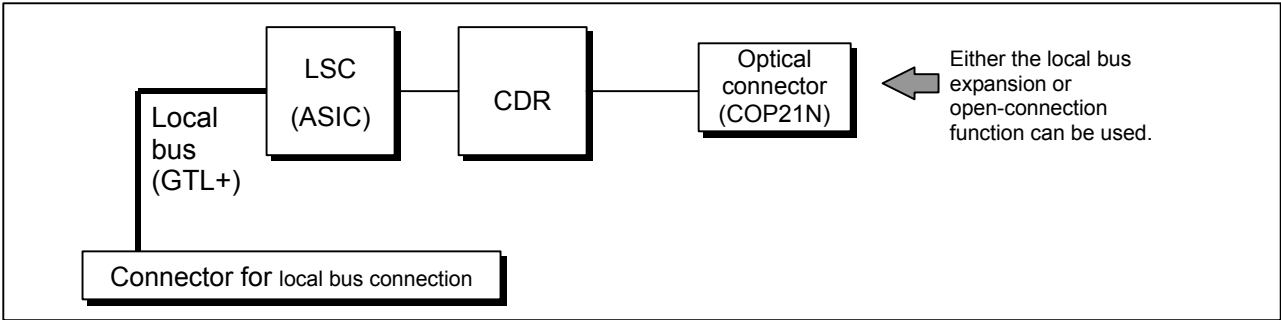 LSC
(ASIC)
CDR
Optical
connector
(COP21N)
Either the local bus
expansion or
open-connection
function can be used.
Local
bus
(GTL+)
Connector for local bus connection